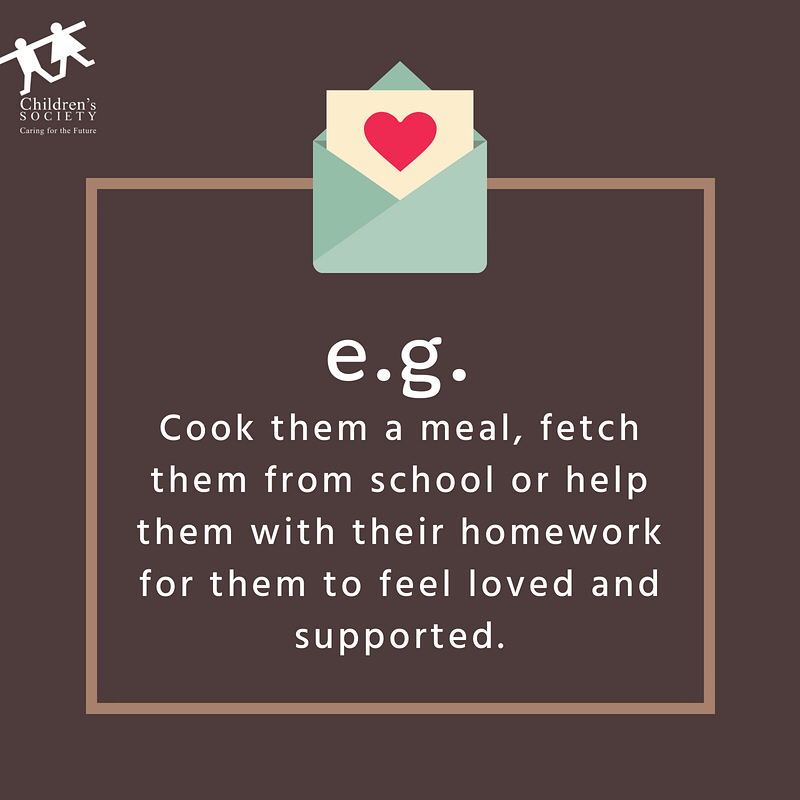 Children's
SOCIETY
Caring for the Future
e.g.
Cook them a meal, fetch
them from school or help
them with their homework
for them to feel loved and
supported.